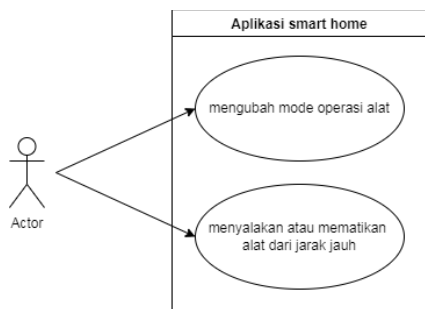 Aplikasi smart home
mengubah mode operasi alat
Actor
menyalakan atau mematikan
alat dari jarak jauh